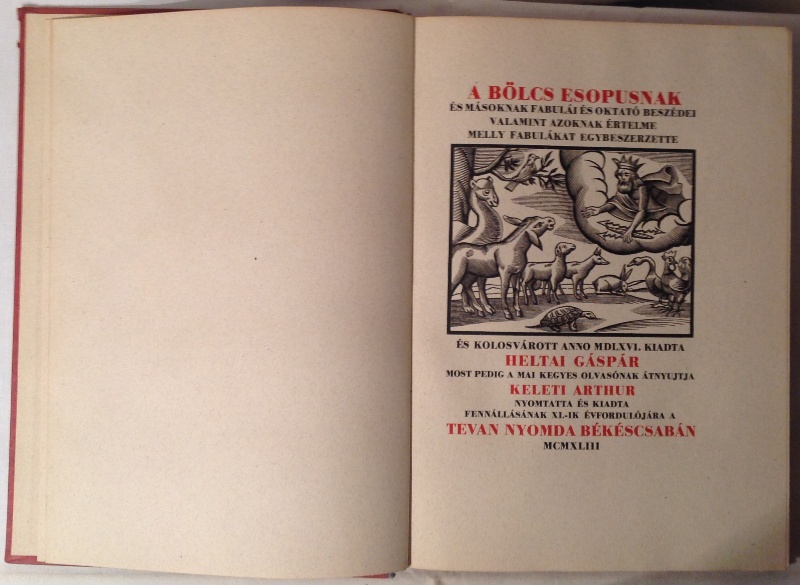 A BÖLCS ESOPUSNAK
ÉS MÁSOKNAK FABULÁI ÉS OKTATÓ BESZÉDEI
VALAMINT AZOKNAK ÉRTELME
MELLY FABULÁKAT EGYBESZERZETTE
ÉS KOLOSVÁROTT ANNO MDLXVI. KIADTA
HELTAI GÁSPÁR
MOST PEDIG A MAI KEGYES OLVASÓNAK ÁTNYUJTJA
KELETI ARTHUR
NYOMTATTA ÉS KIADTA
FENNÁLLÁSÁNAK XL-IK ÉVFORDULÓJÁRA A
TEVAN NYOMDA BÉKÉSCSABÁN
MCMXLIII